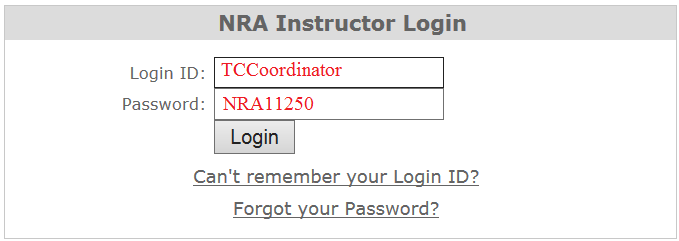 NRA Instructor Login
Login ID: TCCoordinator
Password: NRA11250
Login
Can't remember your Login ID?
Forgot your Password?